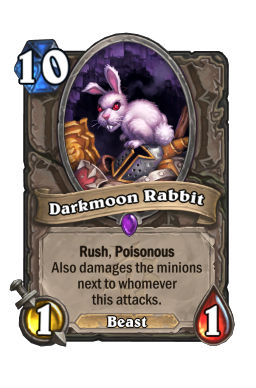 10
Darkmoon Rabbit
Rush, Poisonous
Also damages the minions
next to whomever
this attacks.
1 Beast 1